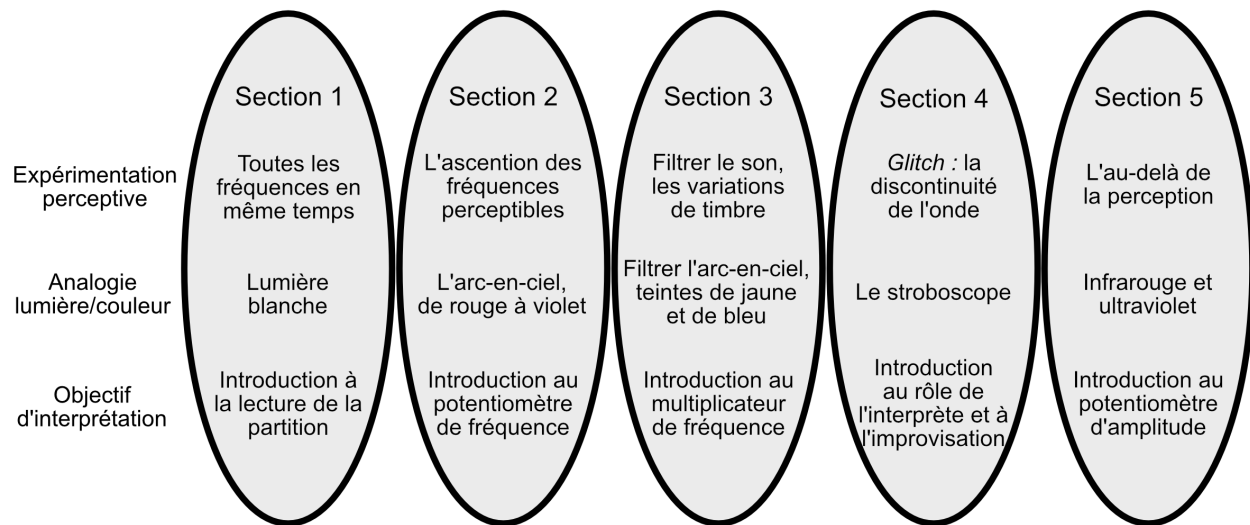 Section 1
Section 2
Section 3
Section 4
Section 5
Expérimentation
perceptive
Toutes les
fréquences en
même temps
L'ascention des
fréquences
perceptibles
Filtrer le son,
les variations
de timbre
Glitch : la
discontinuité
de l'onde
L'au-delà de
la perception
Analogie
lumière/couleur
Lumière
blanche
L'arc-en-ciel,
de rouge à violet
Filtrer l'arc-en-ciel,
teintes de jaune
et de bleu
Le stroboscope
Infrarouge et
ultraviolet
Objectif
d'interprétation
Introduction à
la lecture de la
partition
Introduction au
potentiomètre
de fréquence
Introduction au
multiplicateur
de fréquence
Introduction
au rôle de
l'interprète et à
l'improvisation
Introduction au
potentiomètre
d'amplitude